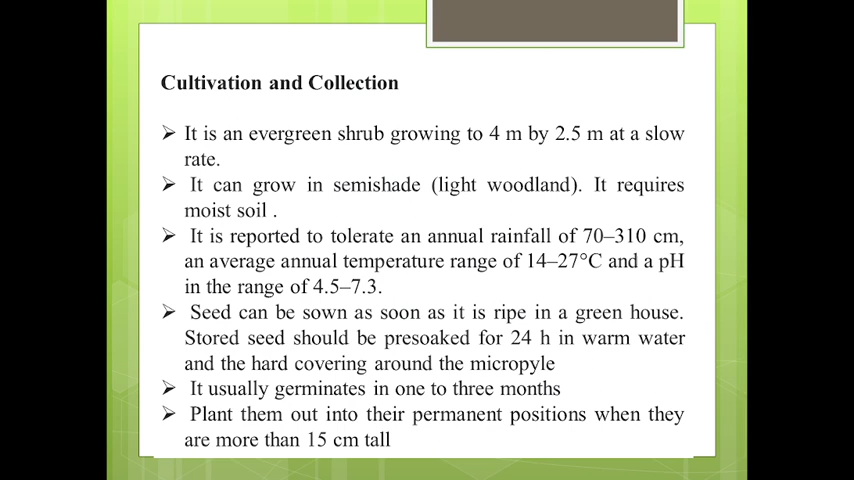 Cultivation and Collection
➢ It is an evergreen shrub growing to 4 m by 2.5 m at a slow
rate.
➢ It can grow in semishade (light woodland). It requires
moist soil .
➢ It is reported to tolerate an annual rainfall of 70–310 cm,
an average annual temperature range of 14–27°C and a pH
in the range of 4.5–7.3.
➢ Seed can be sown as soon as it is ripe in a green house.
Stored seed should be presoaked for 24 h in warm water
and the hard covering around the micropyle
➢ It usually germinates in one to three months
➢ Plant them out into their permanent positions when they
are more than 15 cm tall